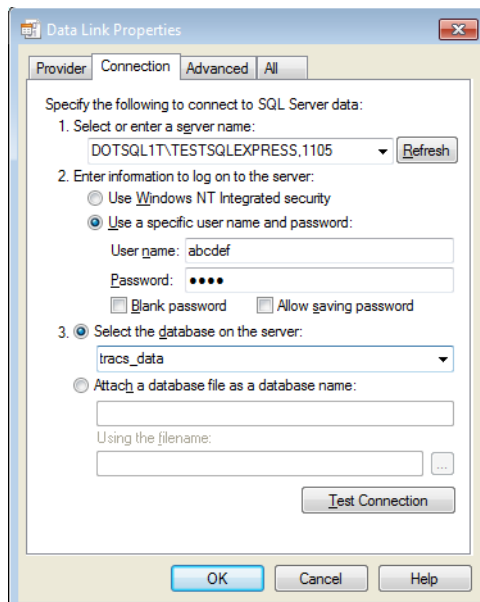 Data Link Properties
Provider Connection Advanced All
Specify the following to connect to SQL Server data:
1. Select or enter a server name:
DOTSQL1T\TESTSQLEXPRESS,1105 Refresh
2. Enter information to log on to the server:
Use Windows NT Integrated security
Use a specific user name and password:
User name: abcdef
Password: ●●●●
Blank password Allow saving password
3. Select the database on the server:
tracs_data
Attach a database file as a database name:
Using the filename:
...
Test Connection
OK Cancel Help